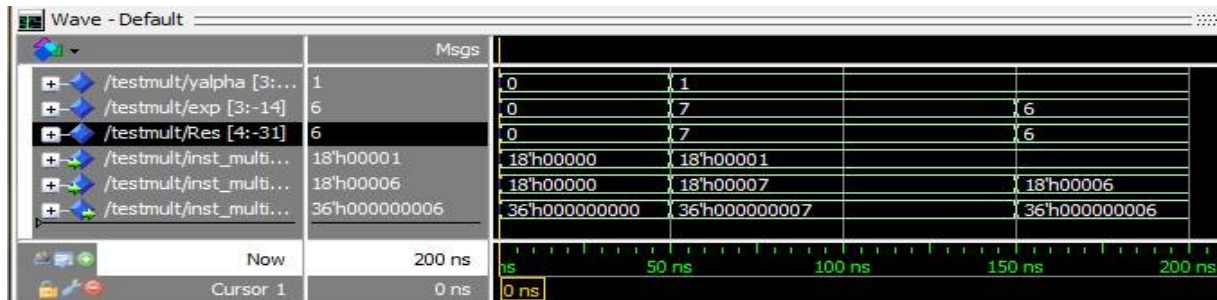 Wave - Default
Msgs
/testmult/yalpha [3:... 1 0 1
/testmult/exp [3:-14] 6 0 7 6
/testmult/Res [4:-31] 6 0 7 6
/testmult/inst_multi... 18'h00001 18'h00000 18'h00001
/testmult/inst_multi... 18'h00006 18'h00000 18'h00007 18'h00006
/testmult/inst_multi... 36'h000000006 36'h000000000 36'h000000007 36'h000000006
Now 200 ns ns 50 ns 100 ns 150 ns 200 ns
Cursor 1 0 ns 0 ns